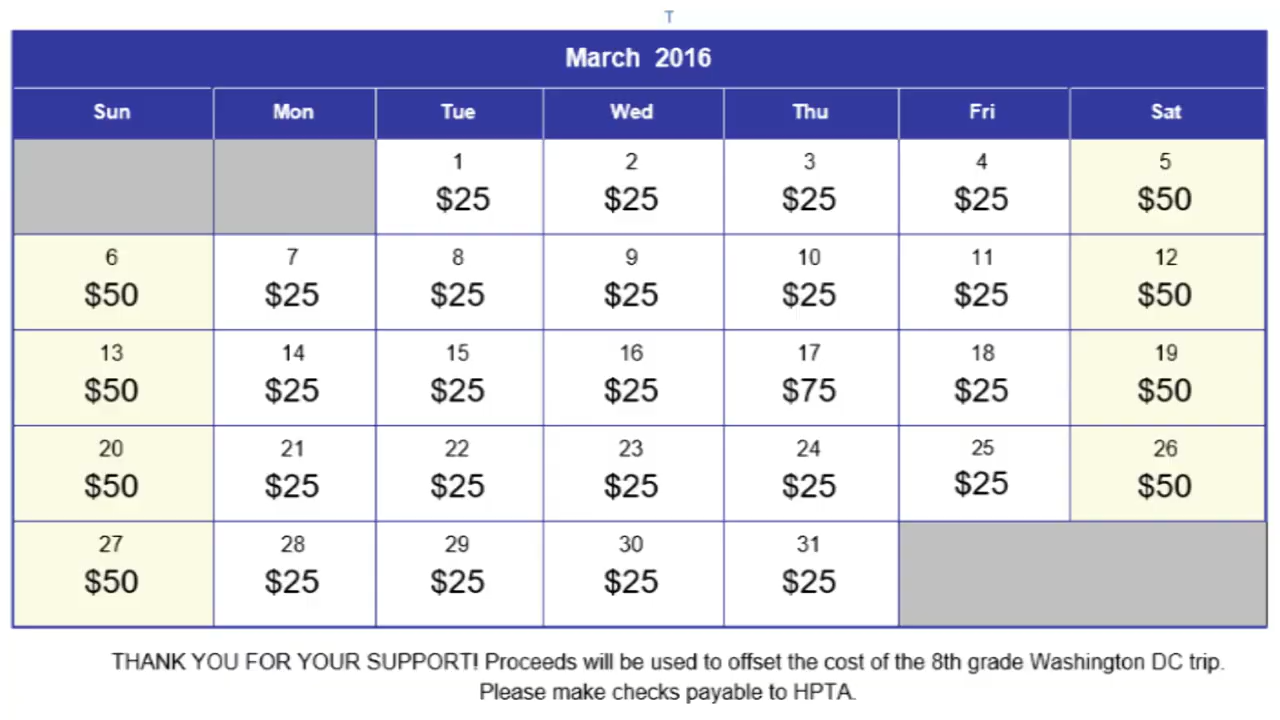 T
March 2016
Sun Mon Tue Wed Thu Fri Sat
1 2 3 4 5
$25 $25 $25 $25 $50
6 7 8 9 10 11 12
$50 $25 $25 $25 $25 $25 $50
13 14 15 16 17 18 19
$50 $25 $25 $25 $75 $25 $50
20 21 22 23 24 25 26
$50 $25 $25 $25 $25 $25 $50
27 28 29 30 31
$50 $25 $25 $25 $25
THANK YOU FOR YOUR SUPPORT! Proceeds will be used to offset the cost of the 8th grade Washington DC trip.
Please make checks payable to HPTA.